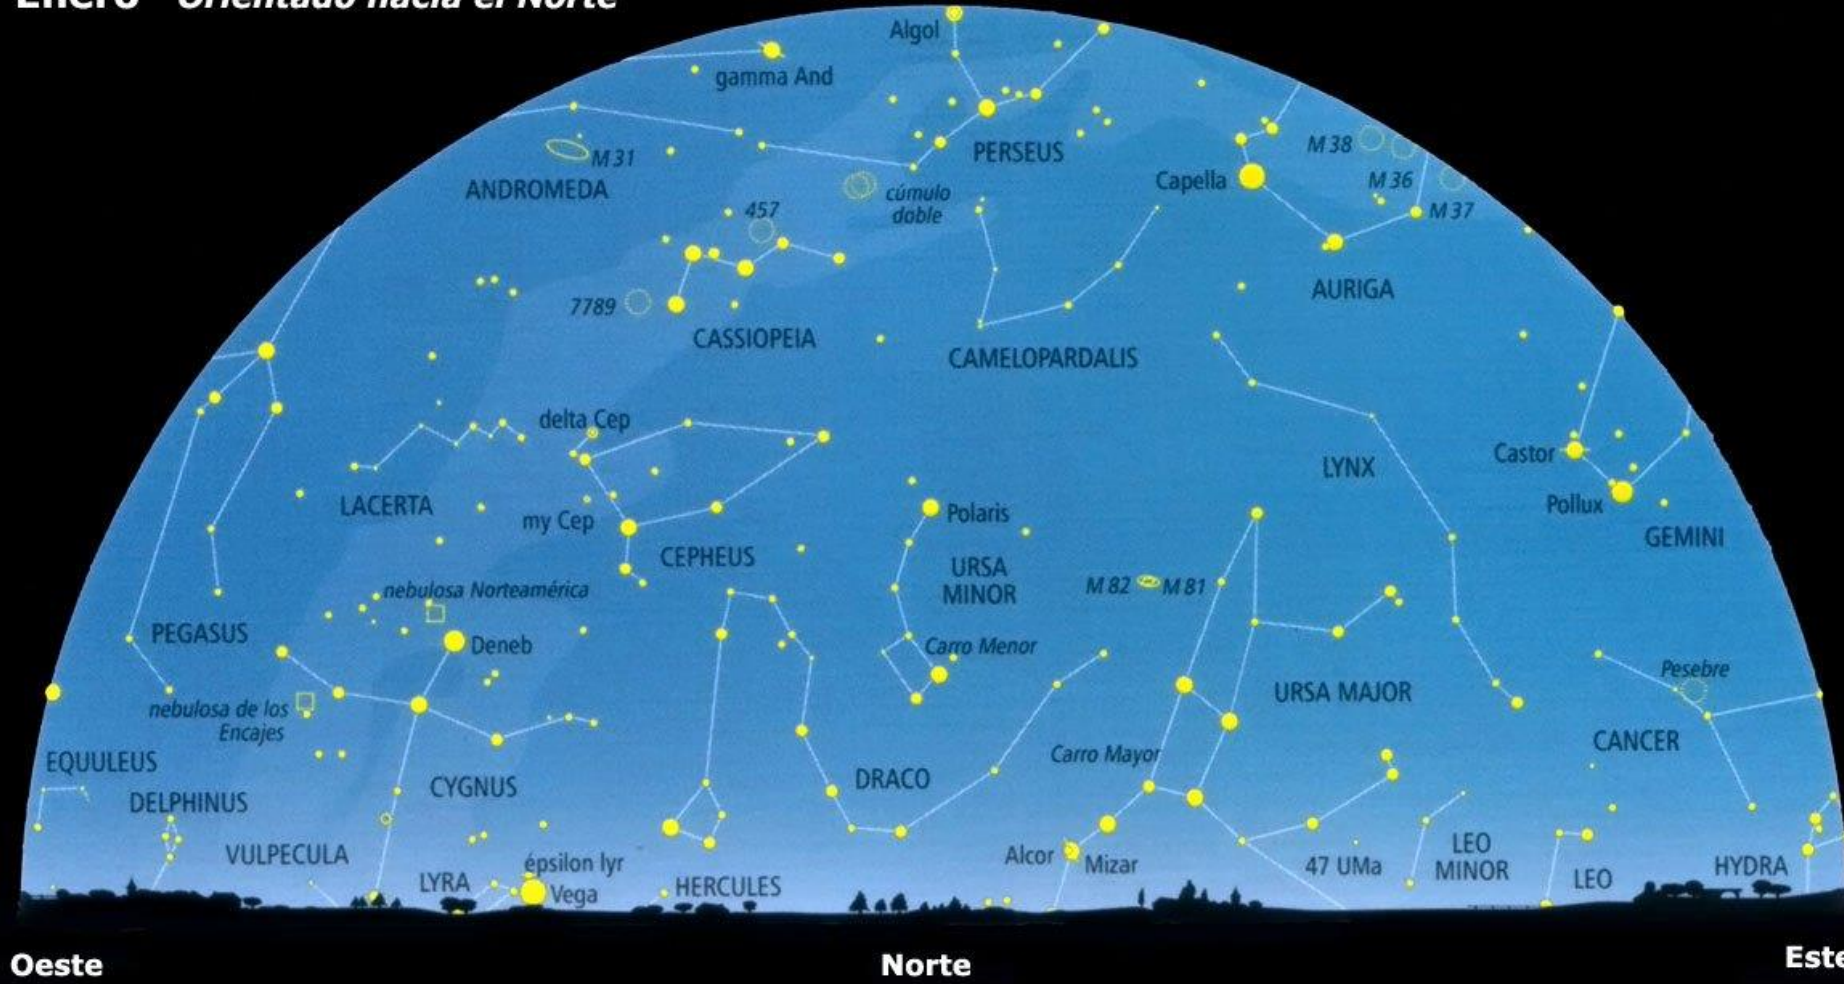 Enero Orientado hacia el Norte
Algol
gamma And
PERSEUS
M 38
M 31
M 36
Capella
ANDROMEDA
cúmulo
doble
457
M 37
AURIGA
7789
CASSIOPEIA
CAMELOPARDALIS
delta Cep
Castor
LYNX
LACERTA
Pollux
my Cep
Polaris
GEMINI
CEPHEUS
URSA
MINOR
M 82
M 81
nebulosa Norteamérica
PEGASUS
Deneb
Carro Menor
Pesebre
URSA MAJOR
nebulosa de los
Encajes
CANCER
Carro Mayor
EQUULEUS
DRACO
CYGNUS
DELPHINUS
VULPECULA
LEO
MINOR
Alcor
Mizar
47 UMa
épsilon lyr
HYDRA
LYRA
Vega
HERCULES
LEO
Oeste
Norte
Este